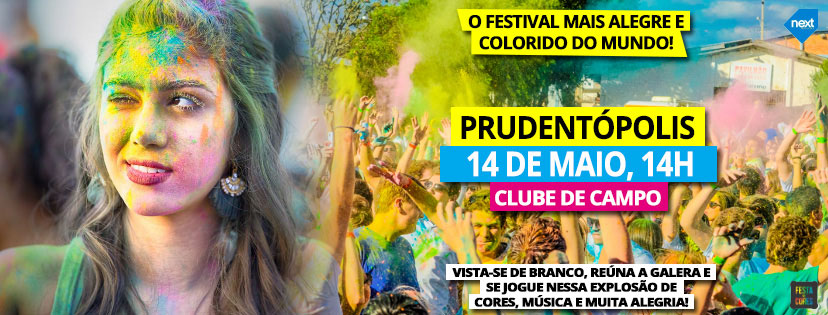 O FESTIVAL MAIS ALEGRE E
COLORIDO DO MUNDO!
next
PRUDENTÓPOLIS
14 DE MAIO, 14H
CLUBE DE CAMPO
VISTA-SE DE BRANCO, REÚNA A GALERA E
SE JOGUE NESSA EXPLOSÃO DE
CORES, MÚSICA E MUITA ALEGRIA!
FESTA
CORES